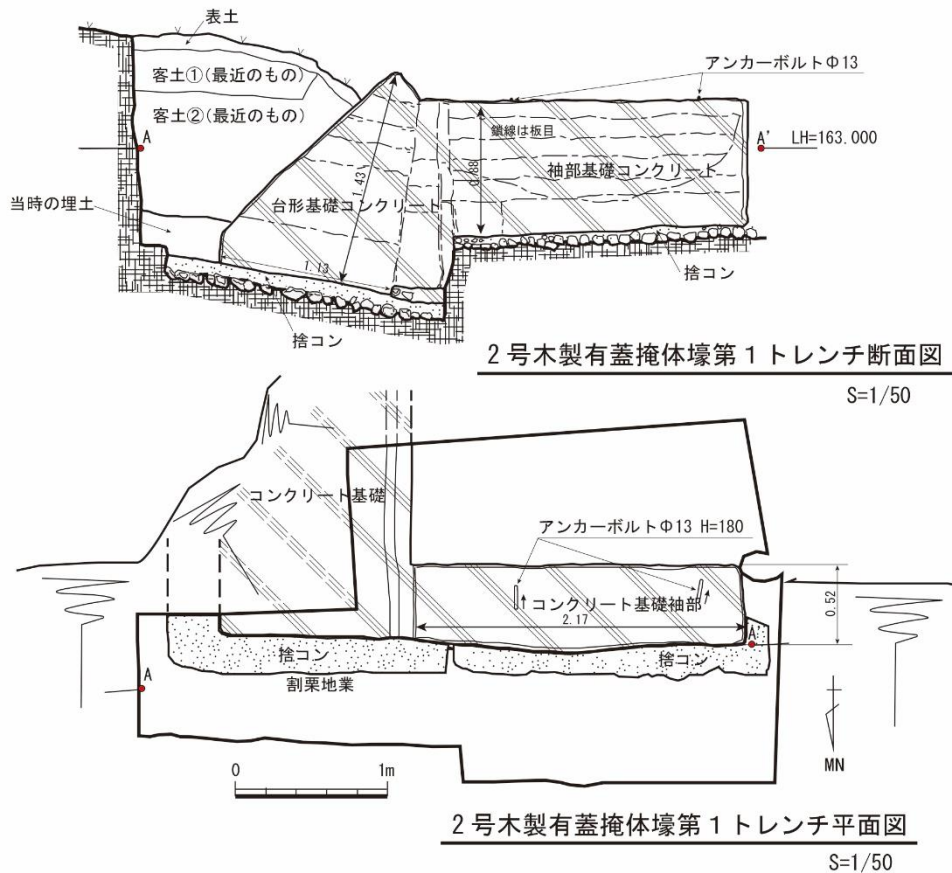 表土
アンカーボルトΦ13
客土①(最近のもの)
客土②(最近のもの)
鎖線は板目
A
A'
LH=163.000
0.88
1.43
袖部基礎コンクリート
台形基礎コンクリート
当時の埋土
1.13
捨コン
捨コン
2号木製有蓋掩体壕第1トレンチ断面図
S=1/50
コンクリート基礎
アンカーボルトΦ13 H=180
コンクリート基礎袖部
2.17
0.52
A'
捨コン
捨コン
A
割栗地業
MN
0
1m
2号木製有蓋掩体壕第1トレンチ平面図
S=1/50